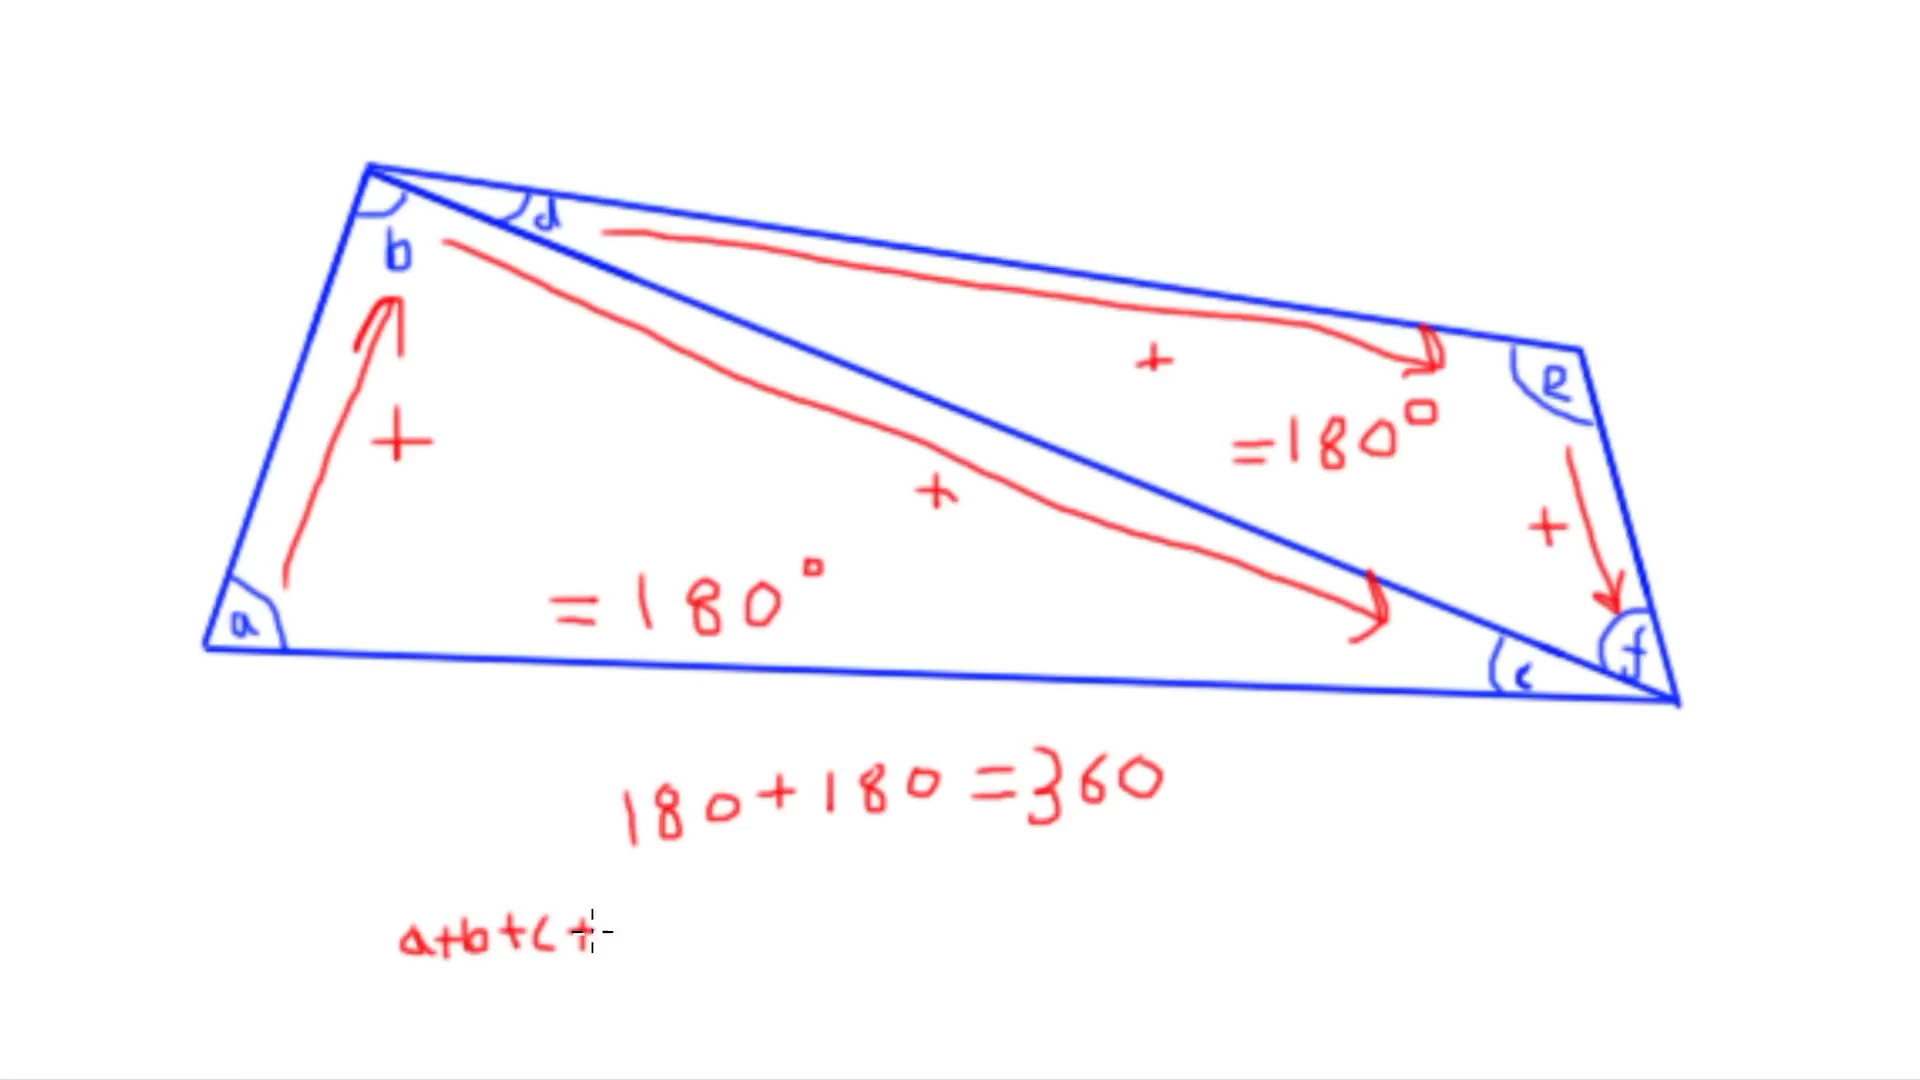 d
b
+
e
= 180°
+
+
+
= 180°
a
f
c
180 + 180 = 360
a+b+c+